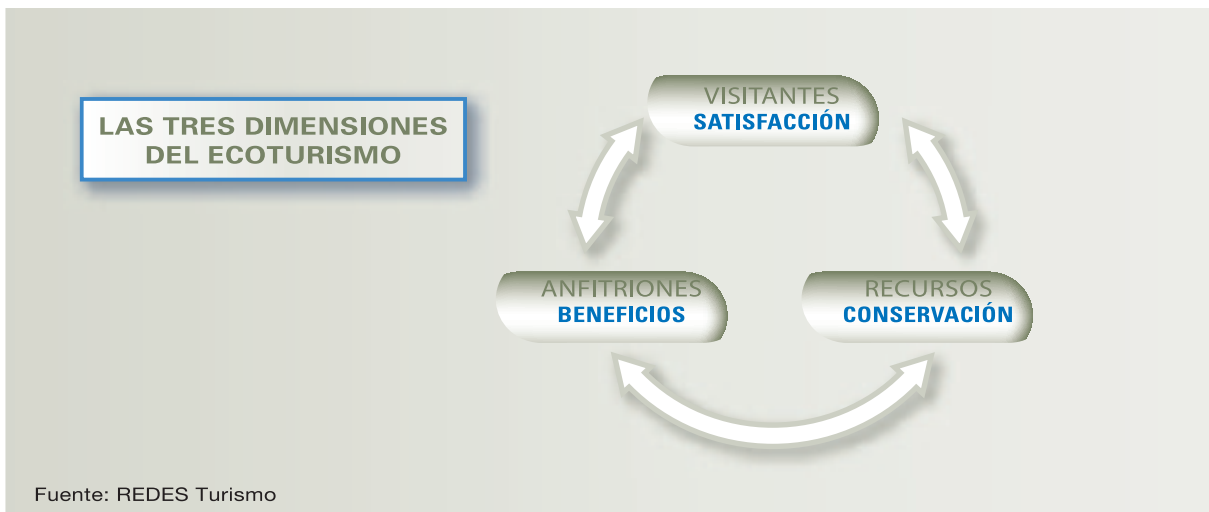 LAS TRES DIMENSIONES
DEL ECOTURISMO
VISITANTES
SATISFACCIÓN
ANFITRIONES
BENEFICIOS
RECURSOS
CONSERVACIÓN
Fuente: REDES Turismo